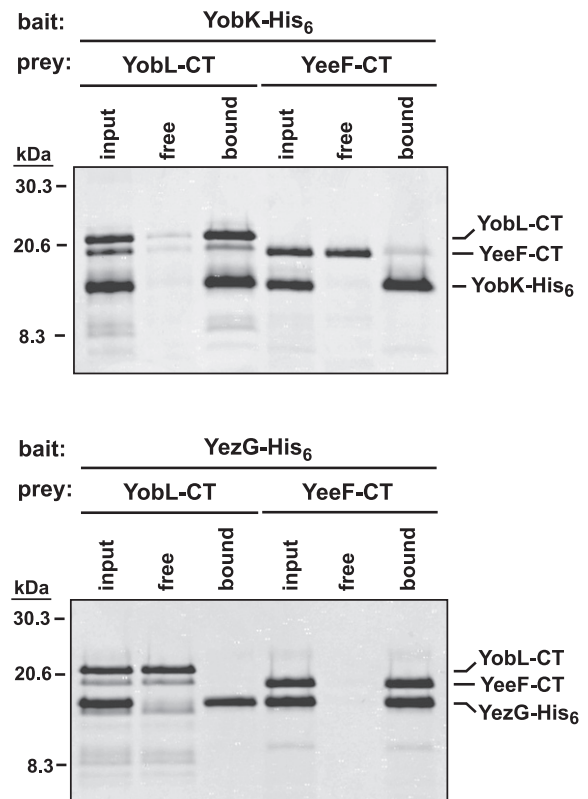 bait: YobK-His6
prey: YobL-CT YeeF-CT
input free bound input free bound
kDa
30.3
20.6
8.3
YobL-CT
YeeF-CT
YobK-His6
bait: YezG-His6
prey: YobL-CT YeeF-CT
input free bound input free bound
kDa
30.3
20.6
8.3
YobL-CT
YeeF-CT
YezG-His6